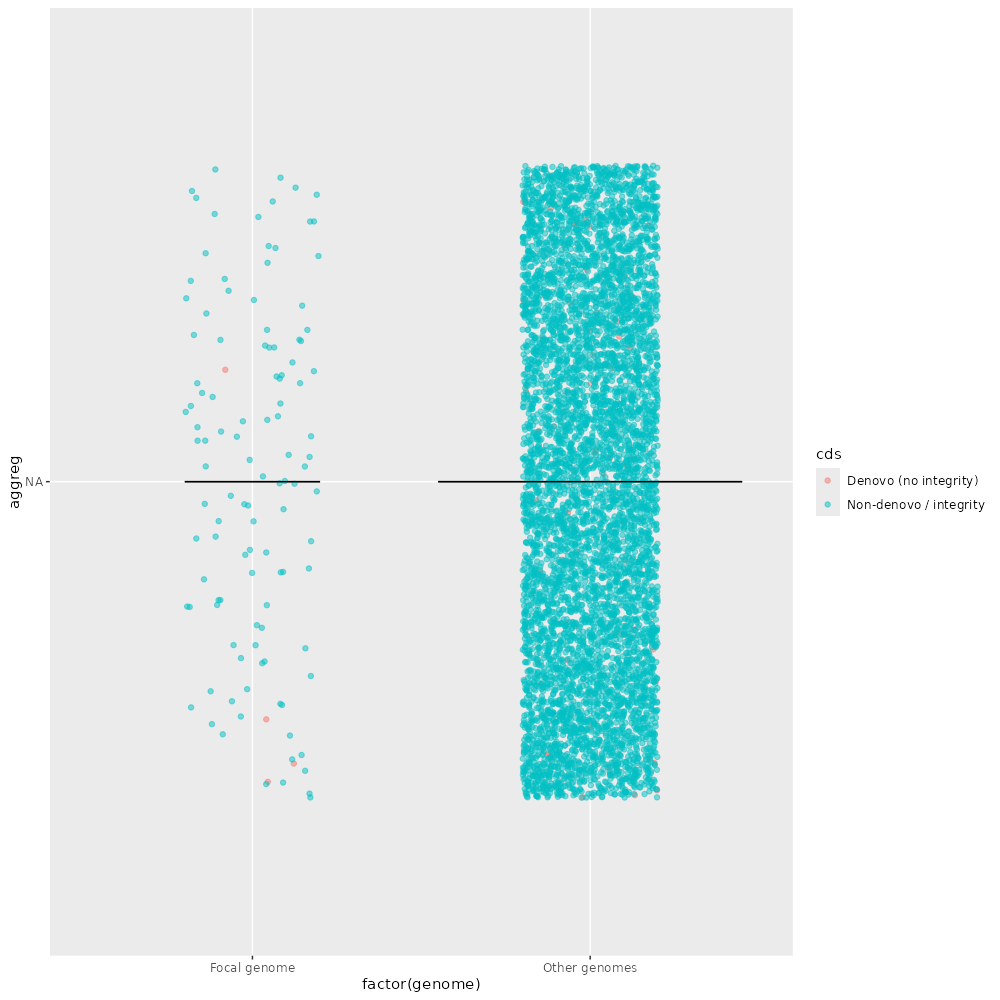 aggreg
NA
Focal genome
Other genomes
factor(genome)
cds
Denovo (no integrity)
Non-denovo / integrity